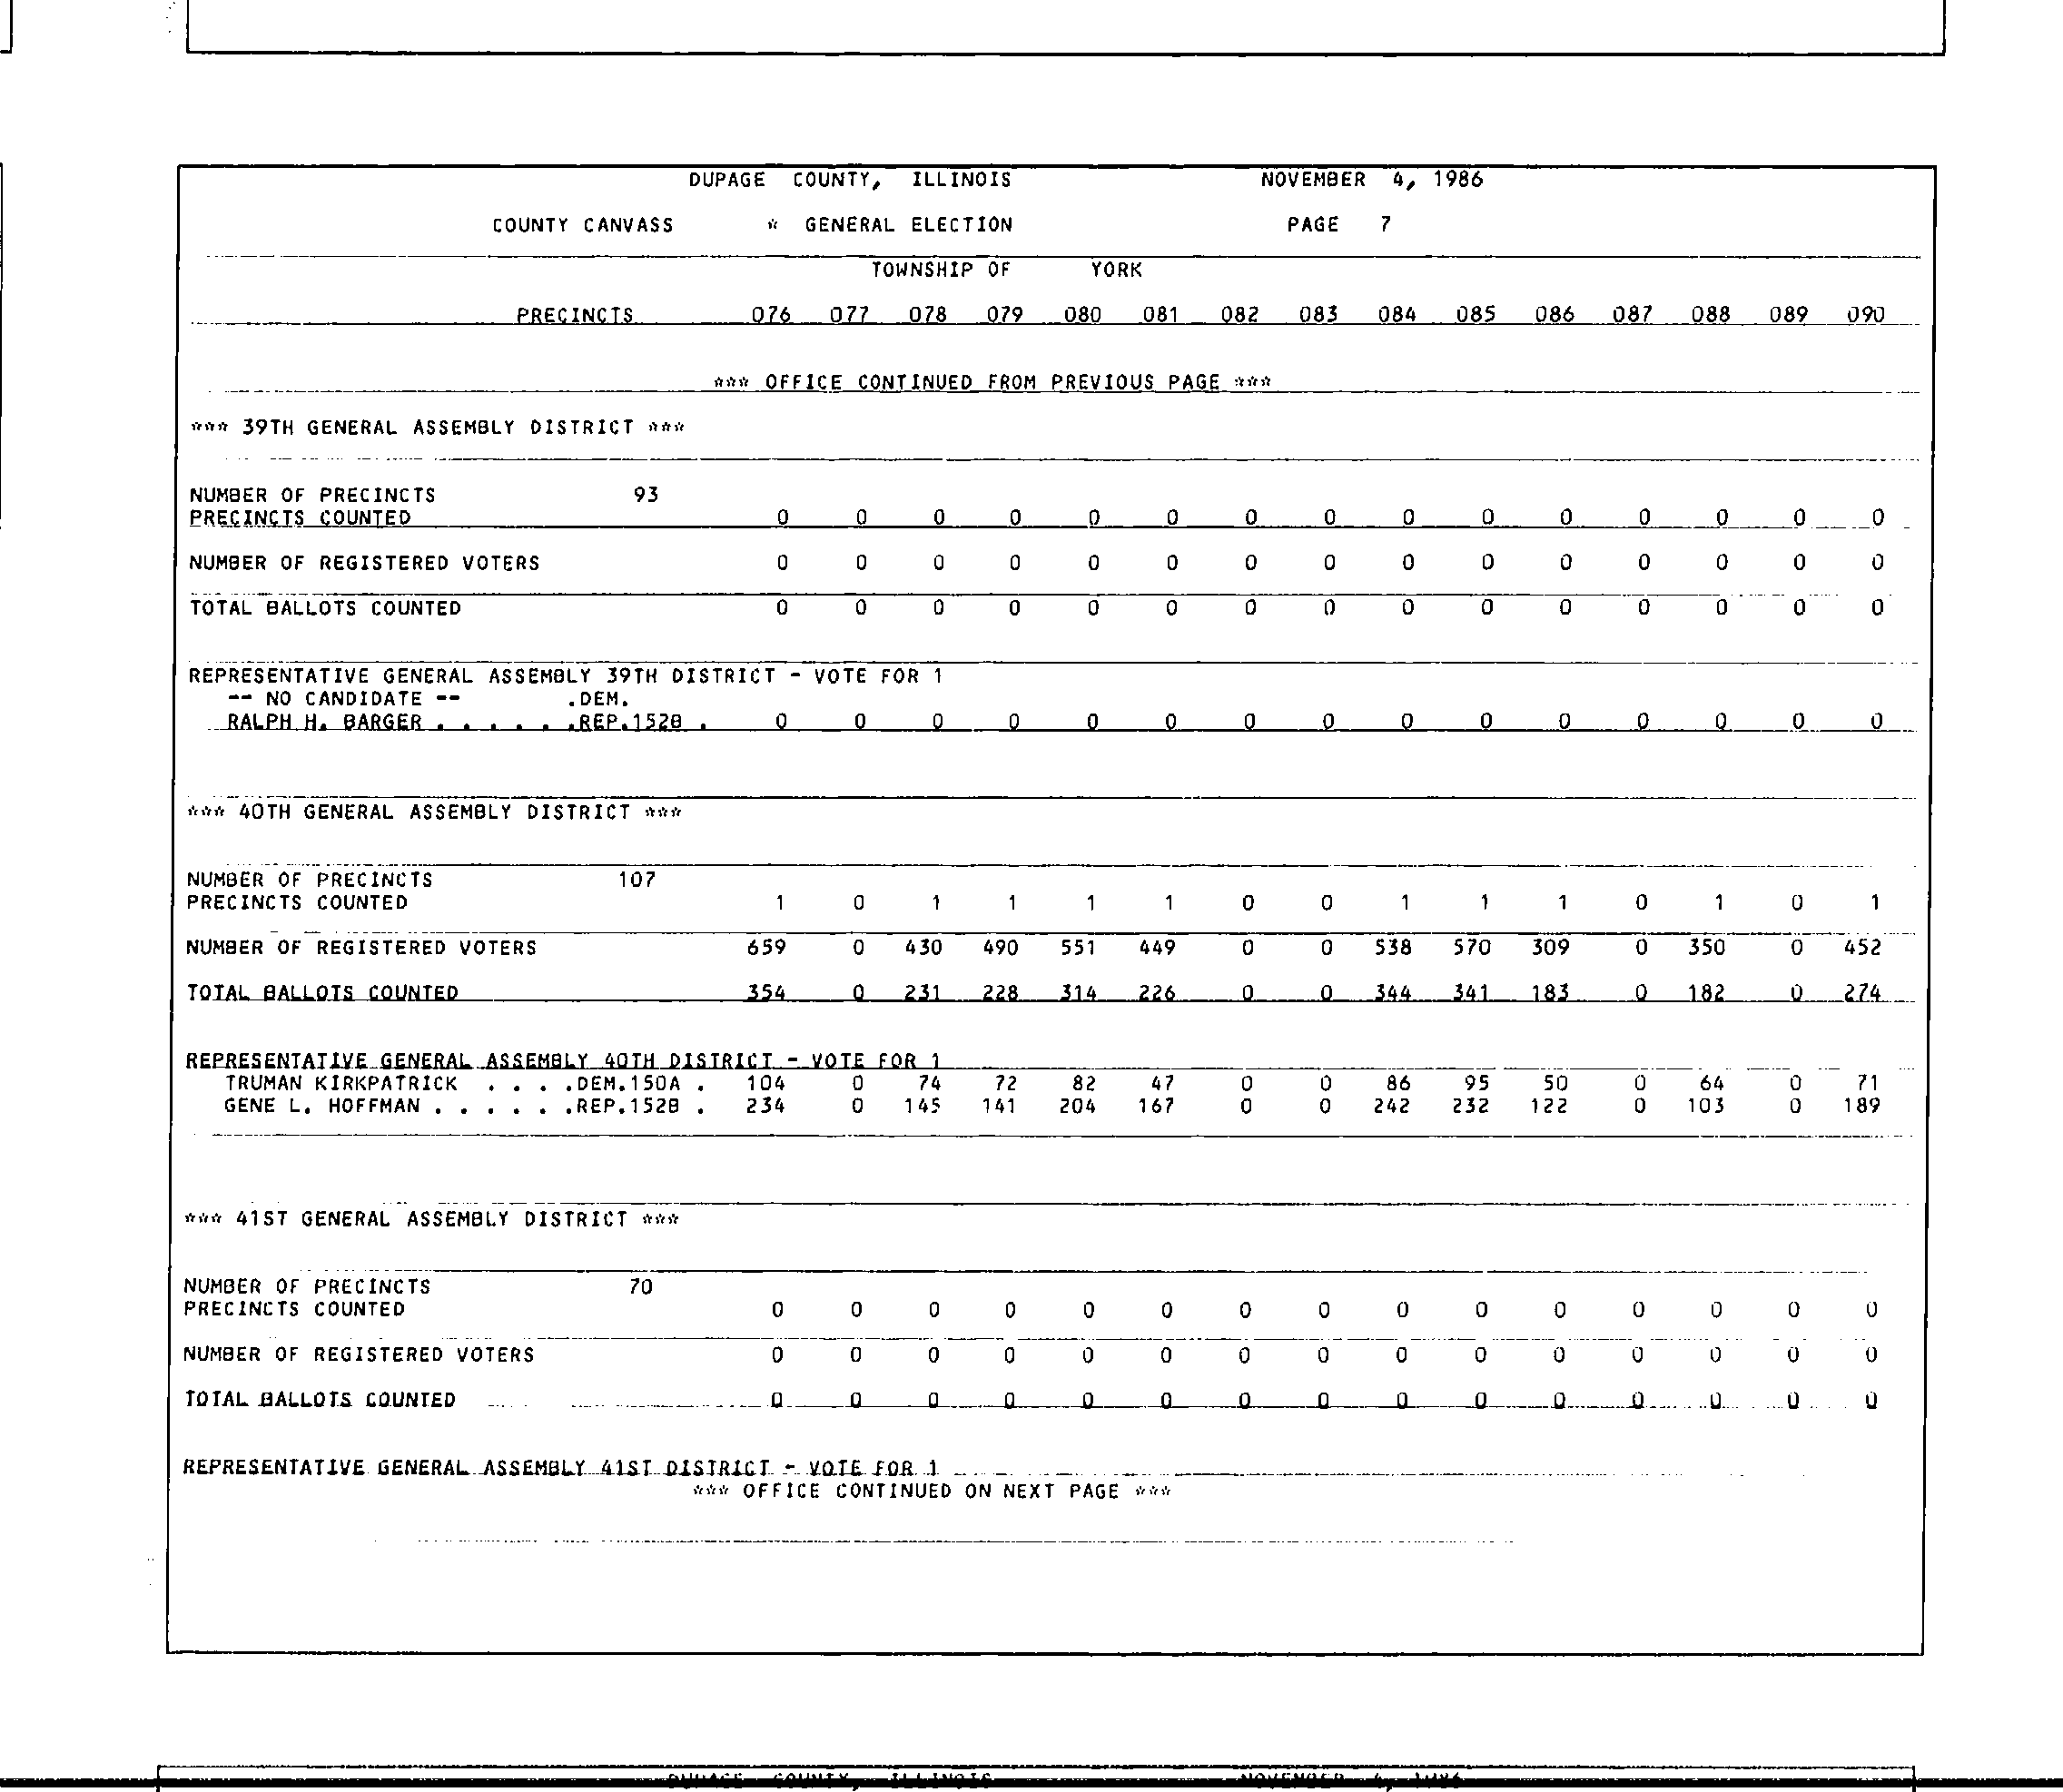 DUPAGE COUNTY, ILLINOIS NOVEMBER 4, 1986
COUNTY CANVASS * GENERAL ELECTION PAGE 7
TOWNSHIP OF YORK
PRECINCTS 076 077 078 079 080 081 082 083 084 085 086 087 088 089 090
*** OFFICE CONTINUED FROM PREVIOUS PAGE ***
*** 39TH GENERAL ASSEMBLY DISTRICT ***
NUMBER OF PRECINCTS 93
PRECINCTS COUNTED 0 0 0 0 0 0 0 0 0 0 0 0 0 0 0
NUMBER OF REGISTERED VOTERS 0 0 0 0 0 0 0 0 0 0 0 0 0 0 0
TOTAL BALLOTS COUNTED 0 0 0 0 0 0 0 0 0 0 0 0 0 0 0
REPRESENTATIVE GENERAL ASSEMBLY 39TH DISTRICT - VOTE FOR 1
-- NO CANDIDATE -- .DEM.
RALPH H. BARGER . . . . . .REP.152B . 0 0 0 0 0 0 0 0 0 0 0 0 0 0 0
*** 40TH GENERAL ASSEMBLY DISTRICT ***
NUMBER OF PRECINCTS 107
PRECINCTS COUNTED 1 0 1 1 1 1 0 0 1 1 1 0 1 0 1
NUMBER OF REGISTERED VOTERS 659 0 430 490 551 449 0 0 538 570 309 0 350 0 452
TOTAL BALLOTS COUNTED 354 0 231 228 314 226 0 0 344 341 183 0 182 0 274
REPRESENTATIVE GENERAL ASSEMBLY 40TH DISTRICT - VOTE FOR 1
TRUMAN KIRKPATRICK . . . .DEM.150A . 104 0 74 72 82 47 0 0 86 95 50 0 64 0 71
GENE L. HOFFMAN . . . . . .REP.152B . 234 0 145 141 204 167 0 0 242 232 122 0 103 0 189
*** 41ST GENERAL ASSEMBLY DISTRICT ***
NUMBER OF PRECINCTS 70
PRECINCTS COUNTED 0 0 0 0 0 0 0 0 0 0 0 0 0 0 0
NUMBER OF REGISTERED VOTERS 0 0 0 0 0 0 0 0 0 0 0 0 0 0 0
TOTAL BALLOTS COUNTED 0 0 0 0 0 0 0 0 0 0 0 0 0 0 0
REPRESENTATIVE GENERAL ASSEMBLY 41ST DISTRICT - VOTE FOR 1
*** OFFICE CONTINUED ON NEXT PAGE ***
DUPAGE COUNTY, ILLINOIS NOVEMBER 4, 1986